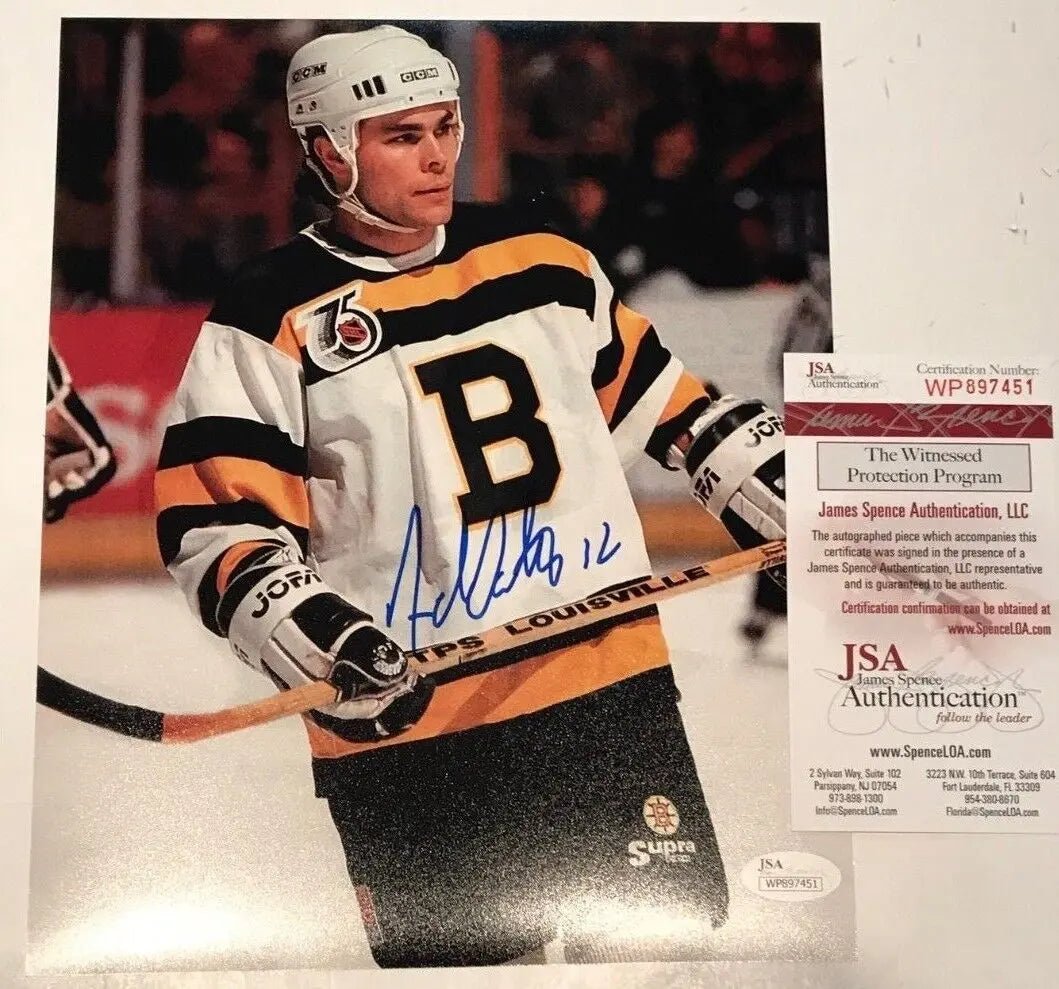 CCM
CCM
75
B
JOFA
JOFA
JOFA
12
TPS LOUISVILLE
B
Supra
JSA
WP897451
JSA
James Spence
Authentication
Certification Number:
WP897451
James Spence
The Witnessed
Protection Program
James Spence Authentication, LLC
The autographed piece which accompanies this
certificate was signed in the presence of a
James Spence Authentication, LLC representative
and is guaranteed to be authentic.
Certification confirmation can be obtained at
www.SpenceLOA.com
JSA
James Spence
Authentication™
follow the leader
www.SpenceLOA.com
2 Sylvan Way, Suite 102
Parsippany, NJ 07054
973-898-1300
Info@SpenceLOA.com
3223 N.W. 10th Terrace, Suite 604
Fort Lauderdale, FL 33309
954-380-8870
Florida@SpenceLOA.com